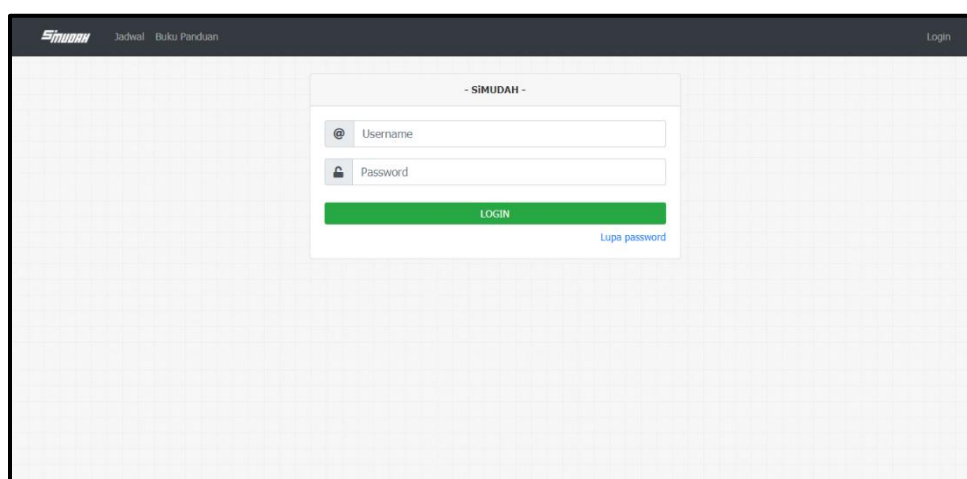 SiMUDAH Jadwal Buku Panduan Login
- SiMUDAH -
@ Username
Password
LOGIN
Lupa password